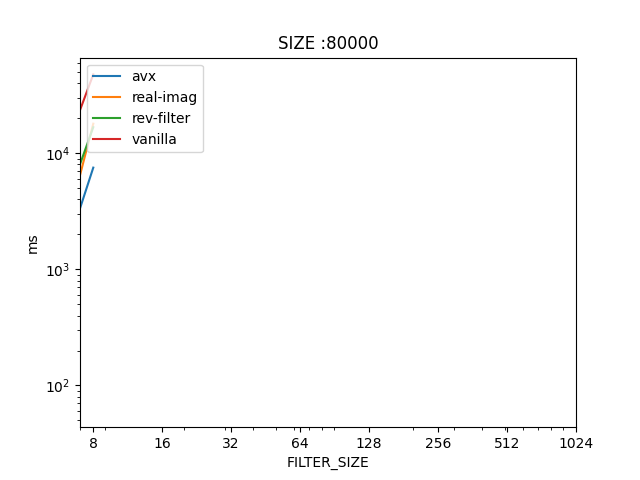 SIZE :80000
avx
real-imag
rev-filter
vanilla
10^4
10^3
10^2
ms
8 16 32 64 128 256 512 1024
FILTER_SIZE